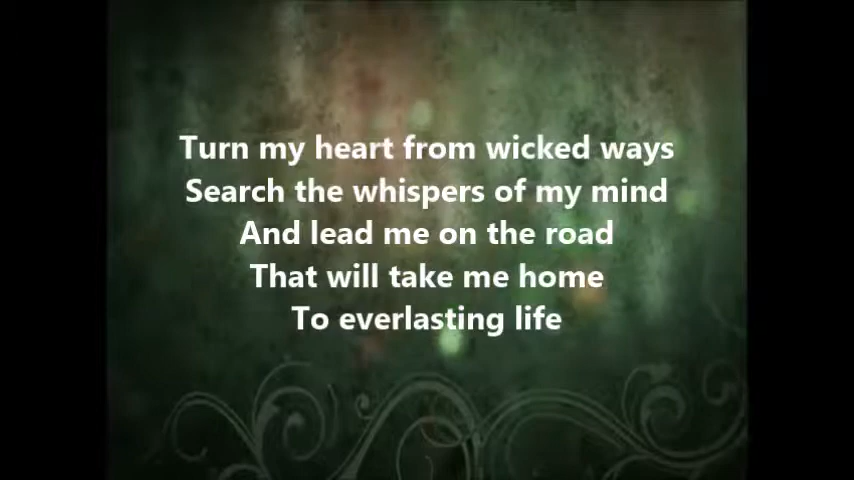 Turn my heart from wicked ways
Search the whispers of my mind
And lead me on the road
That will take me home
To everlasting life